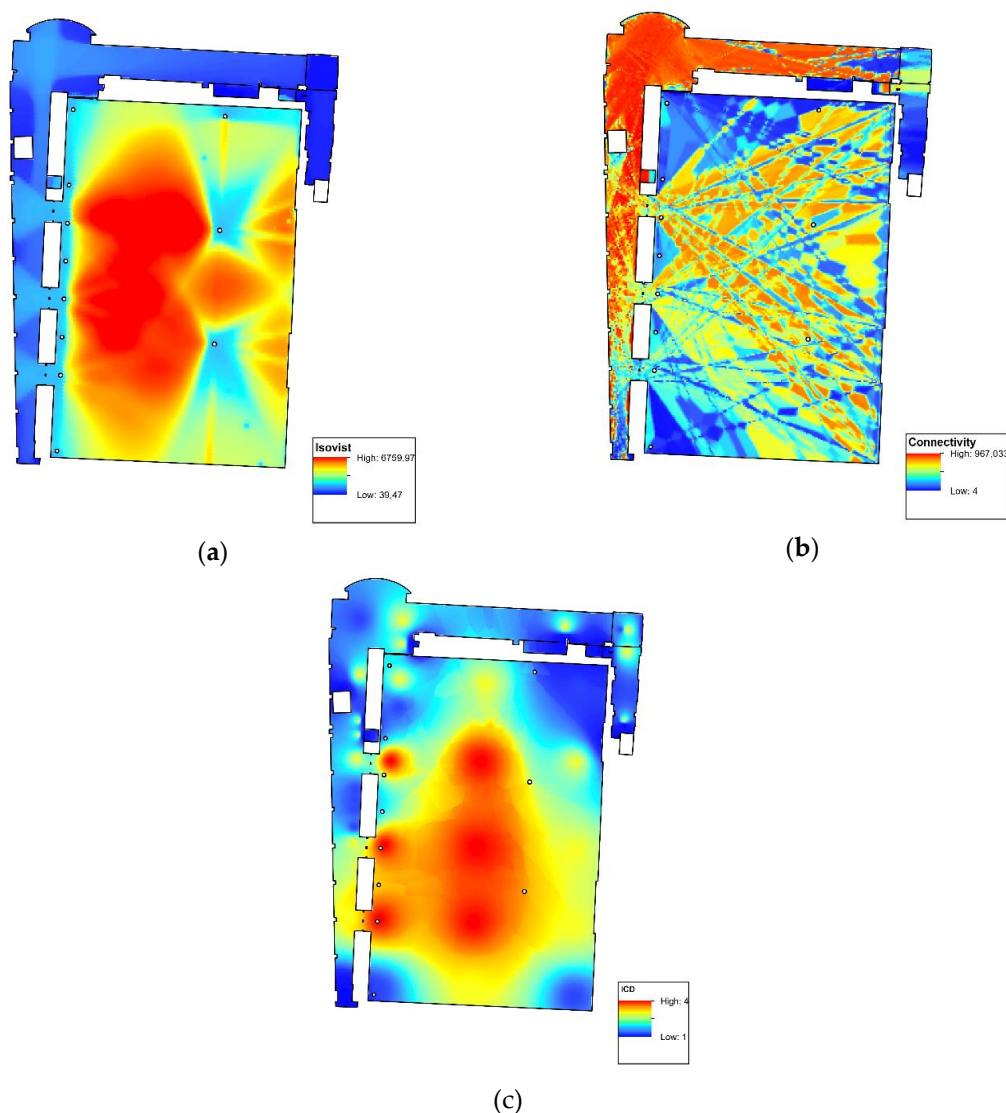 Isovist
High: 6759.97
Low: 39,47
(a)
Connectivity
High: 967,033
Low: 4
(b)
ICD
High: 4
Low: 1
(c)